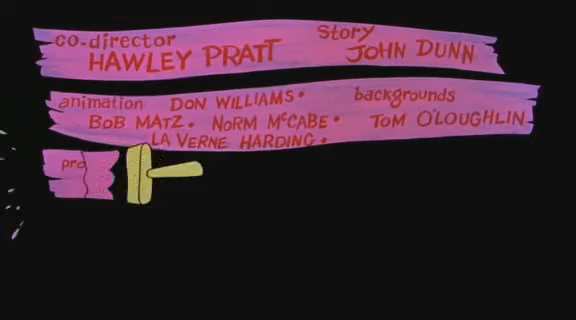 co-director
HAWLEY PRATT
Story
JOHN DUNN
animation DON WILLIAMS•
BOB MATZ• NORM McCABE•
LA VERNE HARDING•
backgrounds
TOM O'LOUGHLIN
pro